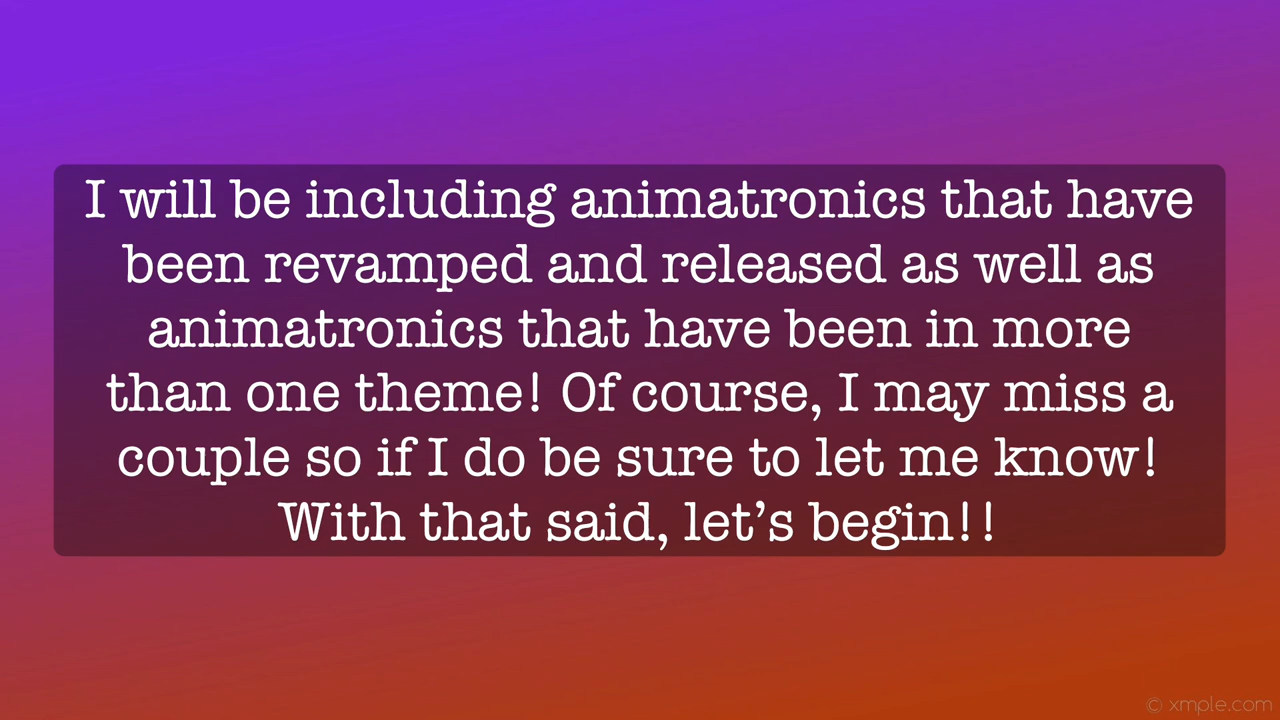 I will be including animatronics that have
been revamped and released as well as
animatronics that have been in more
than one theme! Of course, I may miss a
couple so if I do be sure to let me know!
With that said, let’s begin!!
© xmple.com